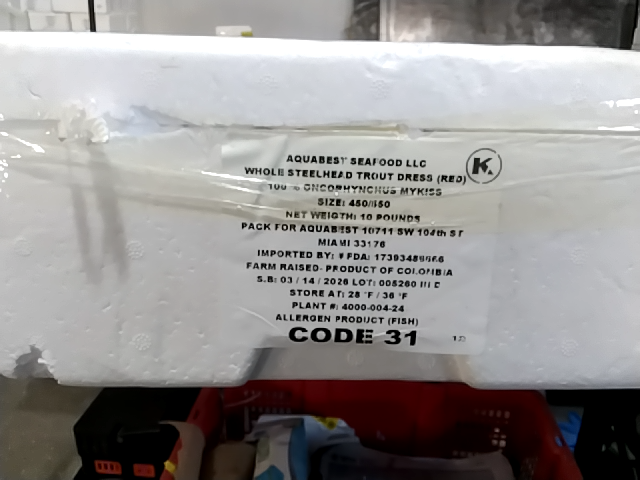 AQUABEST SEAFOOD LLC
WHOLE STEELHEAD TROUT DRESS (RED)
K
100 % ONCORHYNCHUS MYKISS
SIZE: 450/650
NET WEIGTH: 10 POUNDS
PACK FOR AQUABEST 10711 SW 104th ST
MIAMI 33176
IMPORTED BY: # FDA:
FARM RAISED- PRODUCT OF COLOMBIA
S.B: 03 / 14 / 2026 LOT: 005260
STORE AT: 28 °F / 36 °F
PLANT #: 4000-004-24
ALLERGEN PRODUCT (FISH)
CODE 31